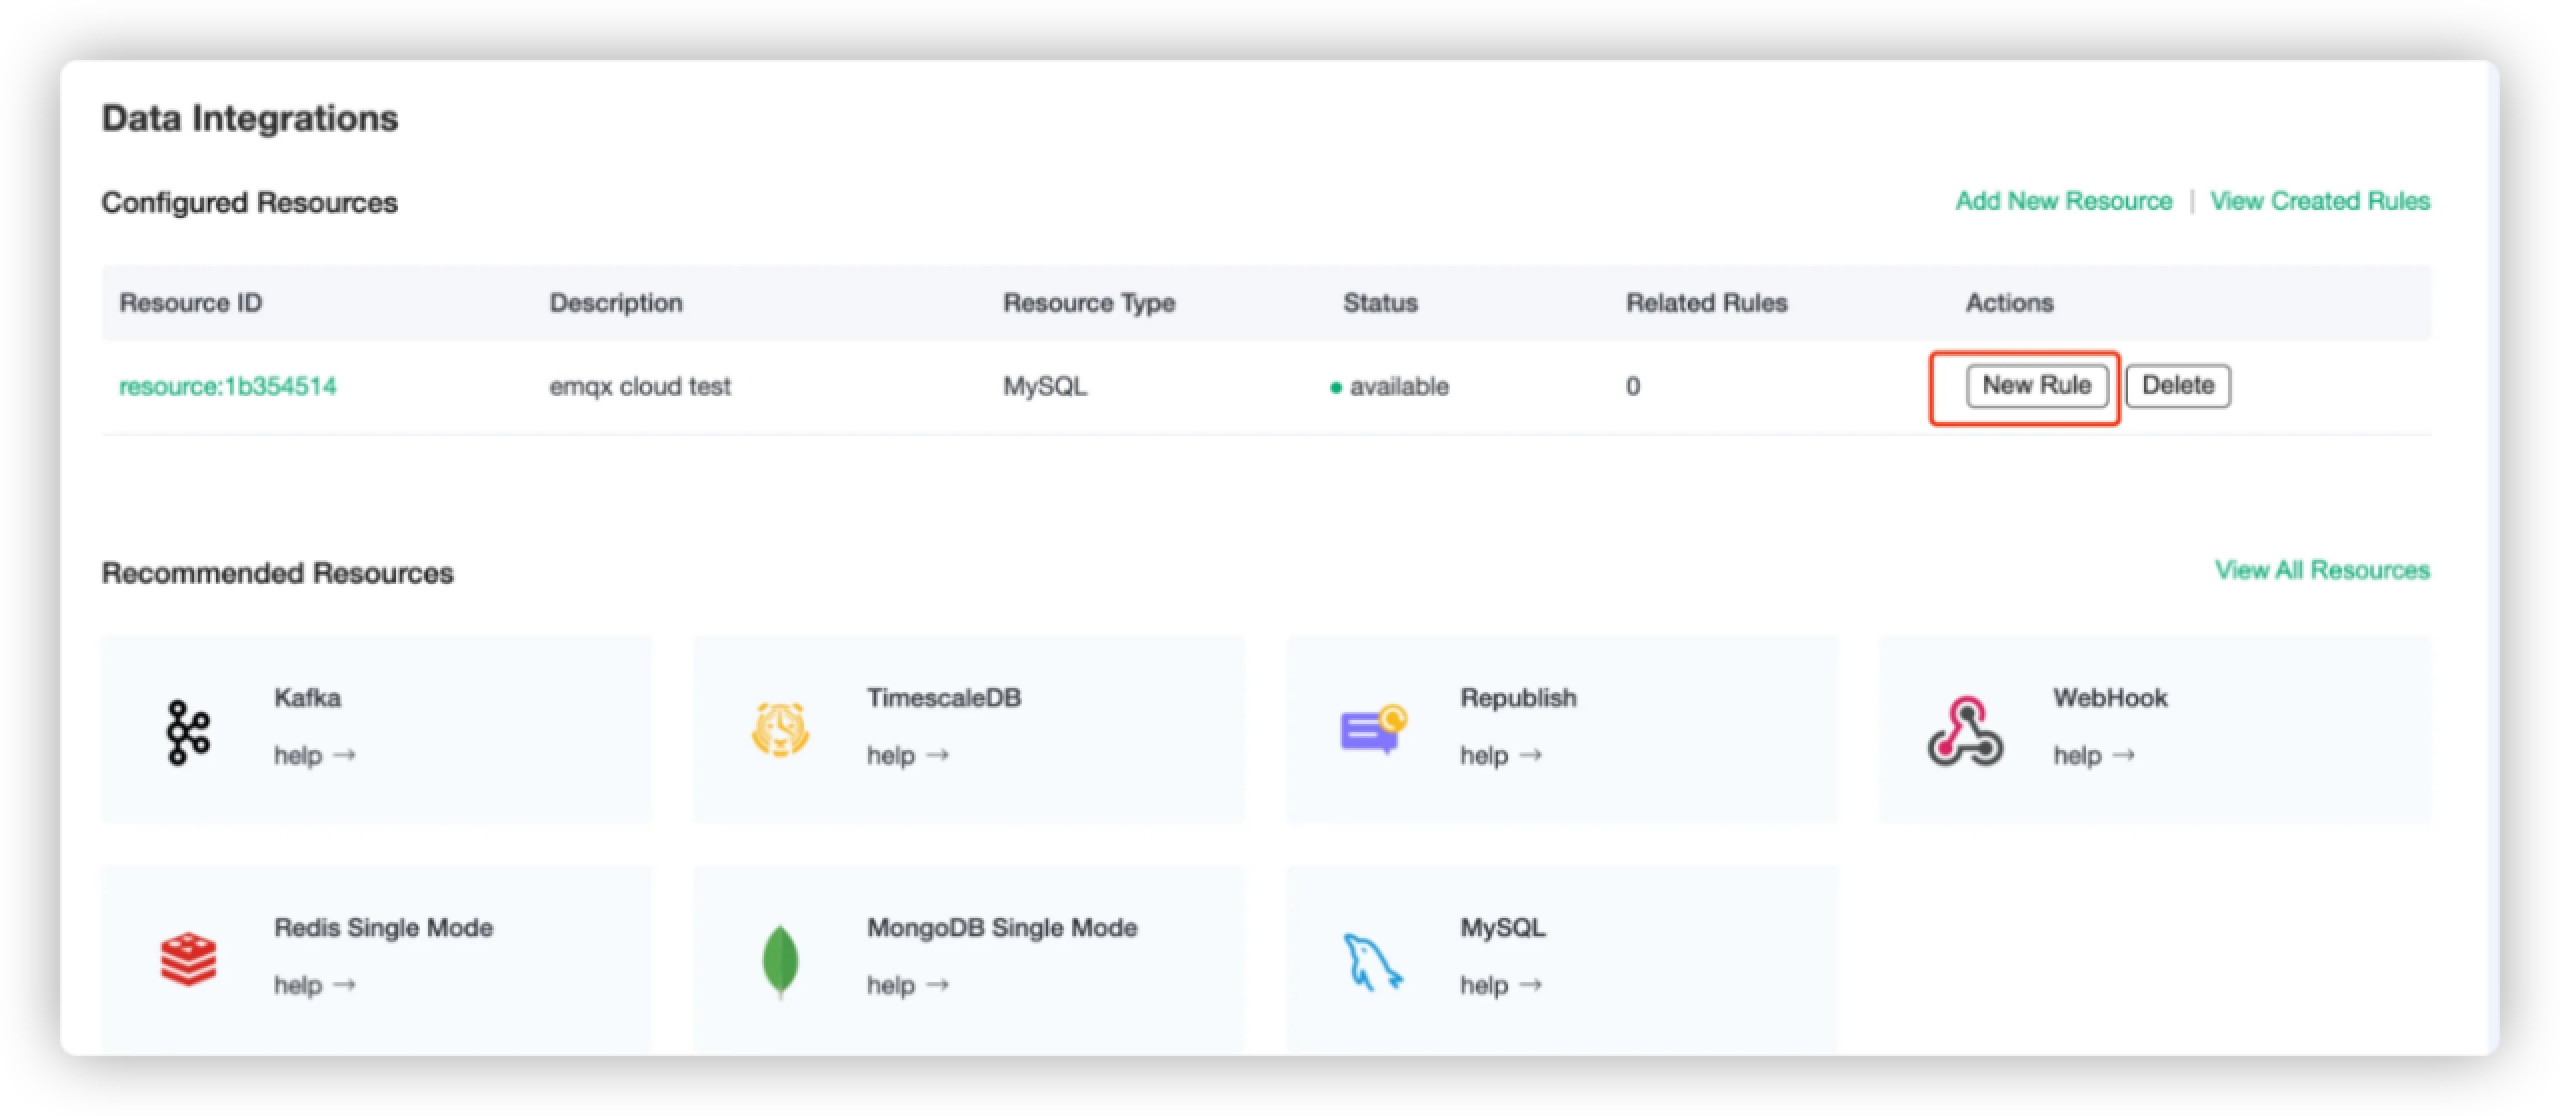 Data Integrations
Configured Resources
Add New Resource | View Created Rules
Resource ID Description Resource Type Status Related Rules Actions
resource:1b354514 emqx cloud test MySQL available 0 New Rule Delete
Recommended Resources
View All Resources
Kafka
help →
TimescaleDB
help →
Republish
help →
WebHook
help →
Redis Single Mode
help →
MongoDB Single Mode
help →
MySQL
help →